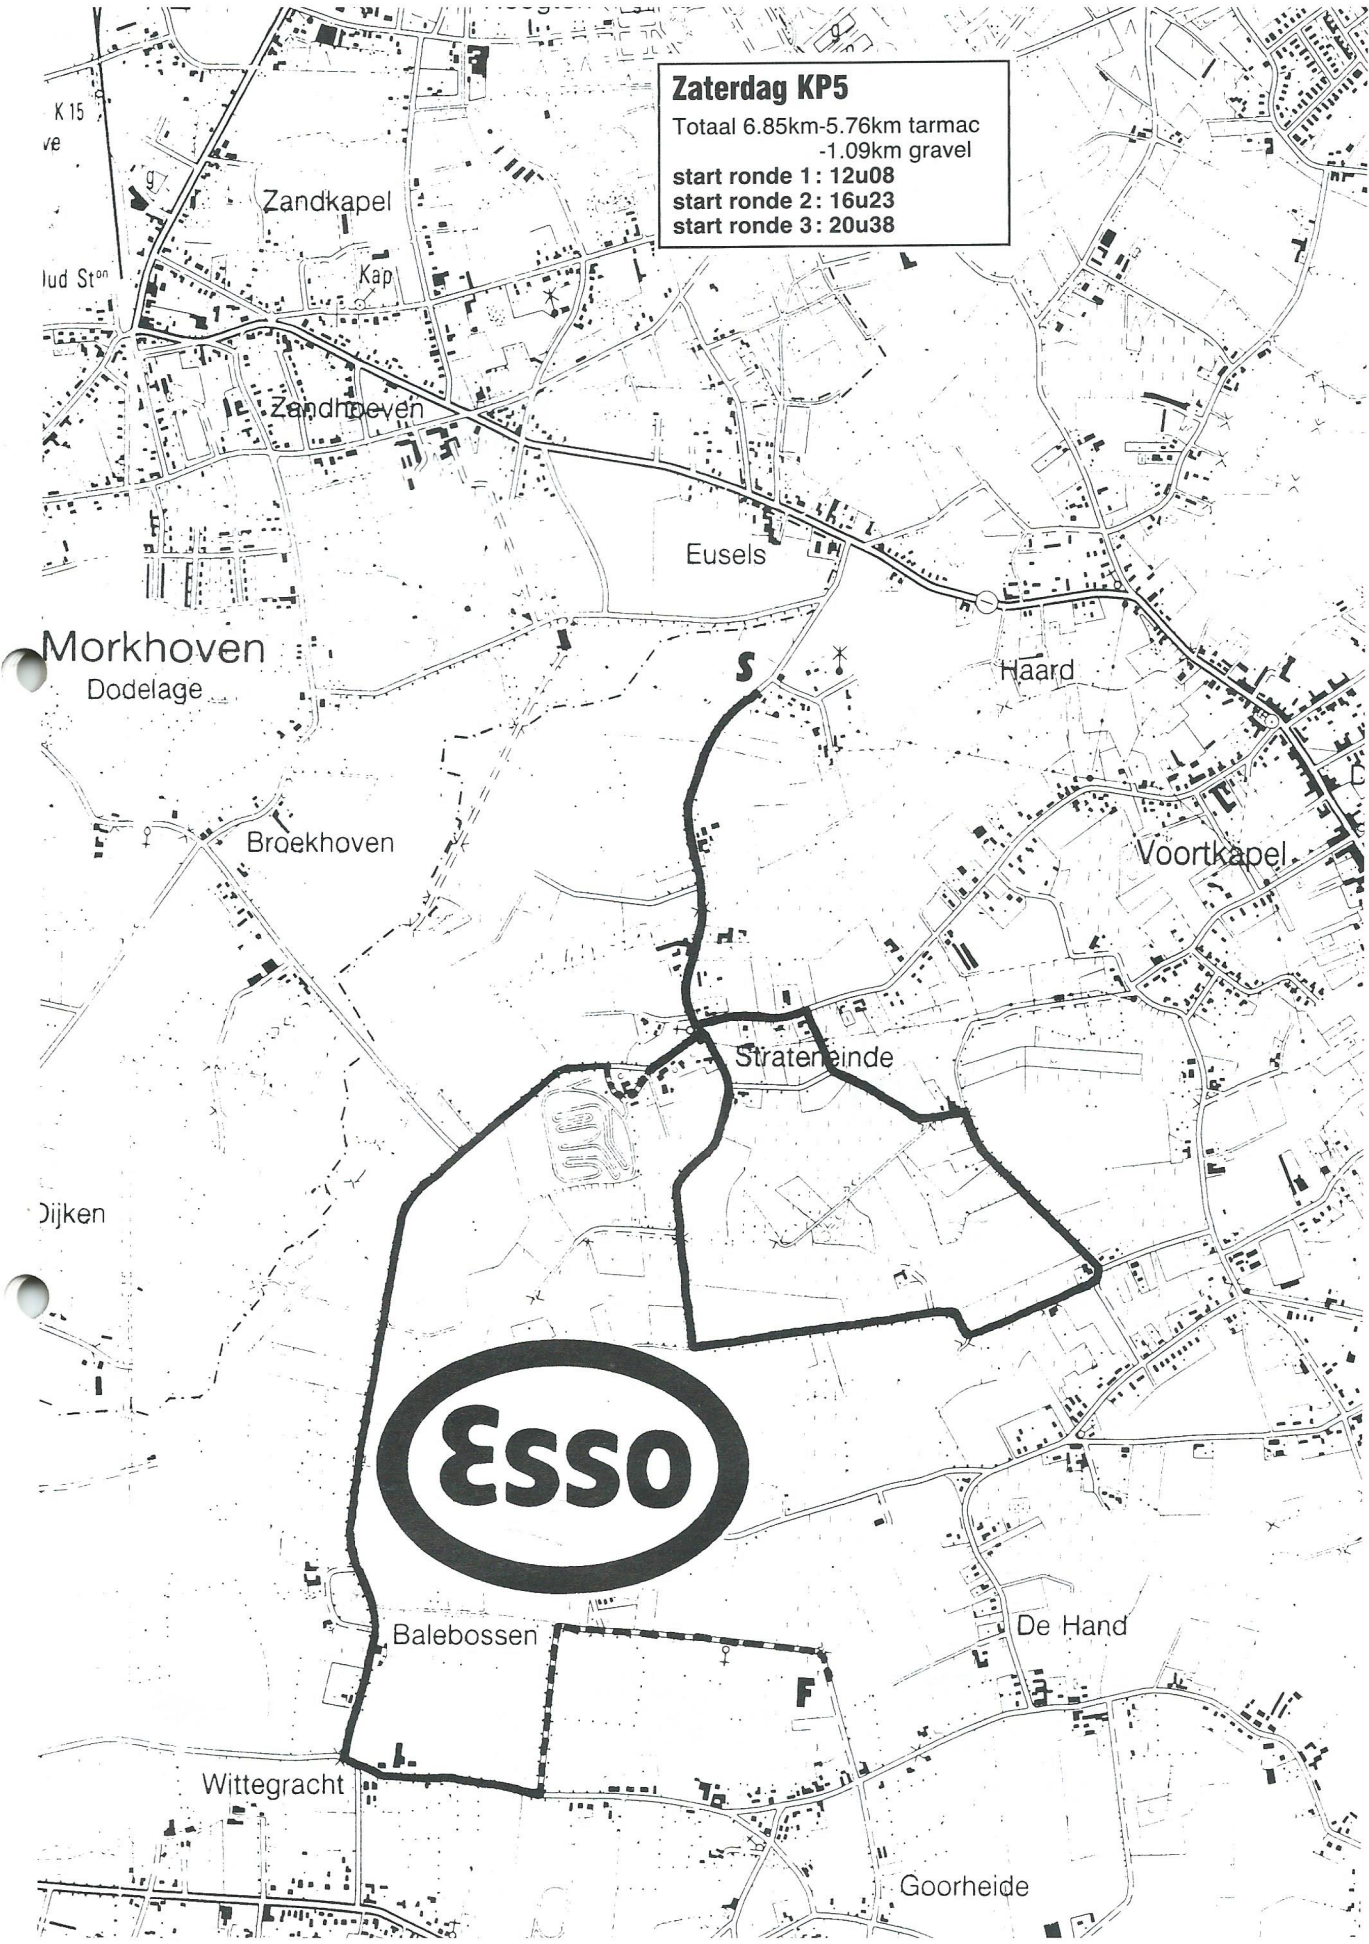 K 15
g
g
Zaterdag KP5
Totaal 6.85km-5.76km tarmac
-1.09km gravel
start ronde 1: 12u08
start ronde 2: 16u23
start ronde 3: 20u38
Zandkapel
Kap
Zandhoeven
Eusels
Morkhoven
Dodelage
S
Haard
Broekhoven
Voortkapel
Strateneinde
Dijken
Esso
Balebossen
De Hand
F
Wittegracht
Goorheide